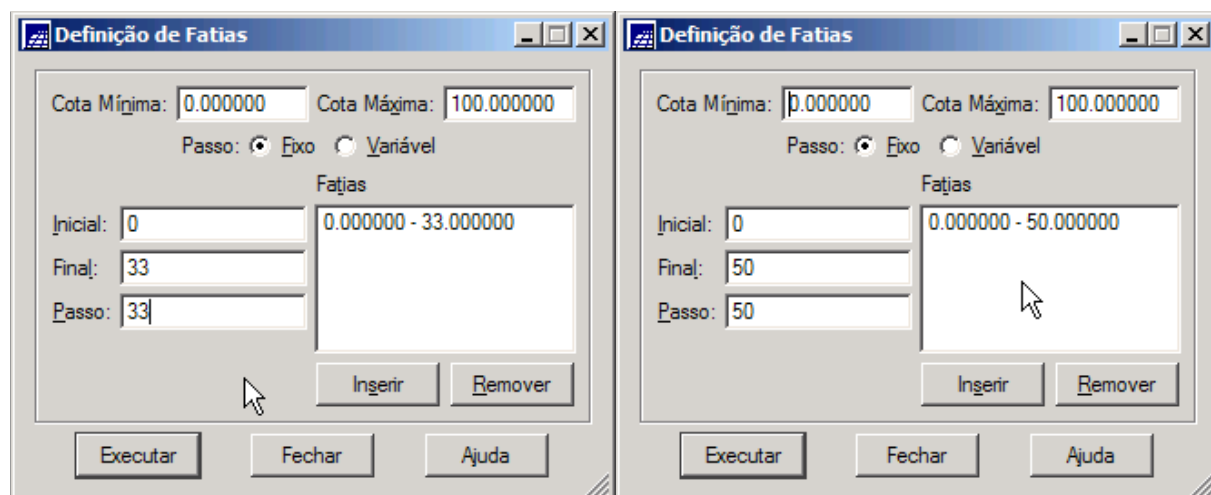 Definição de Fatias
Cota Mínima: 0.000000 Cota Máxima: 100.000000
Passo: Fixo Variável
Fatias
Inicial: 0
0.000000 - 33.000000
Final: 33
Passo: 33
Inserir Remover
Executar Fechar Ajuda
Definição de Fatias
Cota Mínima: 0.000000 Cota Máxima: 100.000000
Passo: Fixo Variável
Fatias
Inicial: 0
0.000000 - 50.000000
Final: 50
Passo: 50
Inserir Remover
Executar Fechar Ajuda